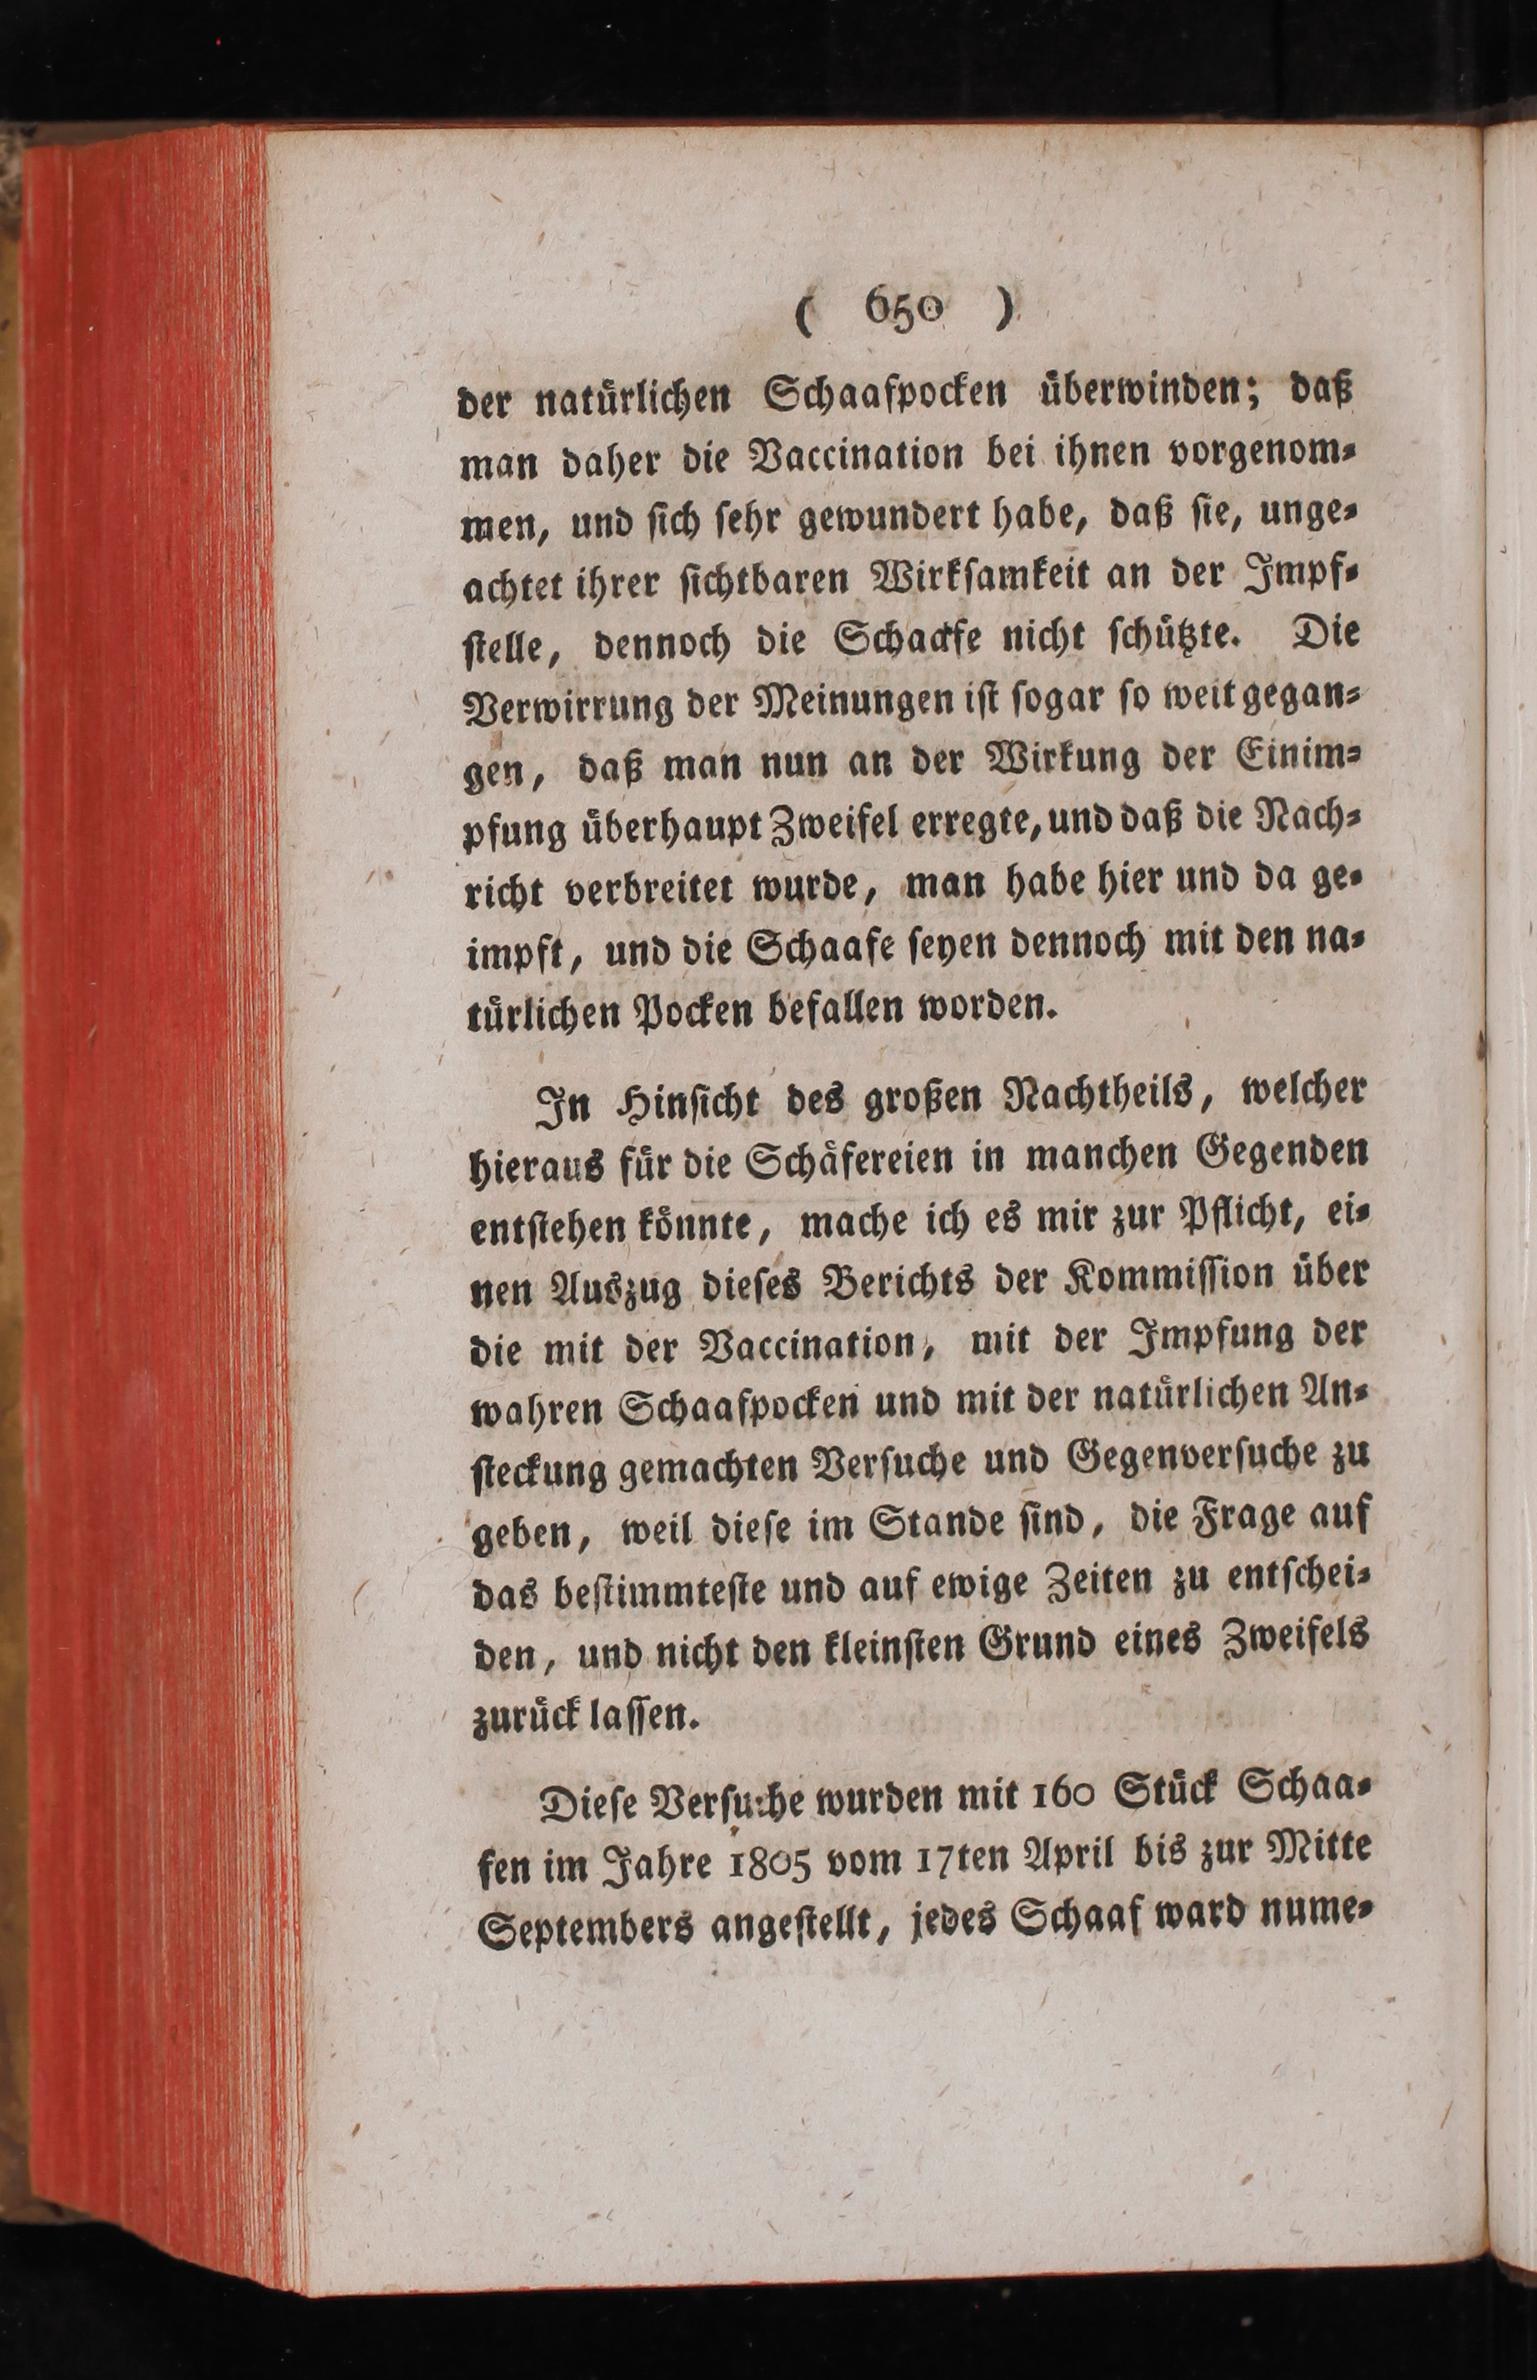 ( 650 )
der natürlichen Schaafpocken überwinden; daß
man daher die Vaccination bei ihnen vorgenom⸗
men, und ſich ſehr gewundert habe, daß ſie, unge⸗
achtet ihrer ſichtbaren Wirkſamkeit an der Impf⸗
ſtelle, dennoch die Schaafe nicht ſchützte. Die
Verwirrung der Meinungen iſt ſogar ſo weit gegan⸗
gen, daß man nun an der Wirkung der Einim⸗
pfung überhaupt Zweifel erregte, und daß die Nach⸗
richt verbreitet wurde, man habe hier und da ge⸗
impft, und die Schaafe ſeyen dennoch mit den na⸗
türlichen Pocken befallen worden.
In Hinſicht des großen Nachtheils, welcher
hieraus für die Schäfereien in manchen Gegenden
entſtehen könnte, mache ich es mir zur Pflicht, ei⸗
nen Auszug dieſes Berichts der Kommiſſion über
die mit der Vaccination, mit der Impfung der
wahren Schaafpocken und mit der natürlichen An⸗
ſteckung gemachten Verſuche und Gegenverſuche zu
geben, weil dieſe im Stande ſind, die Frage auf
das beſtimmteſte und auf ewige Zeiten zu entſchei⸗
den, und nicht den kleinſten Grund eines Zweifels
zurück laſſen.
Dieſe Verſuche wurden mit 160 Stück Schaa⸗
fen im Jahre 1805 vom 17ten April bis zur Mitte
Septembers angeſtellt, jedes Schaaf ward nume⸗